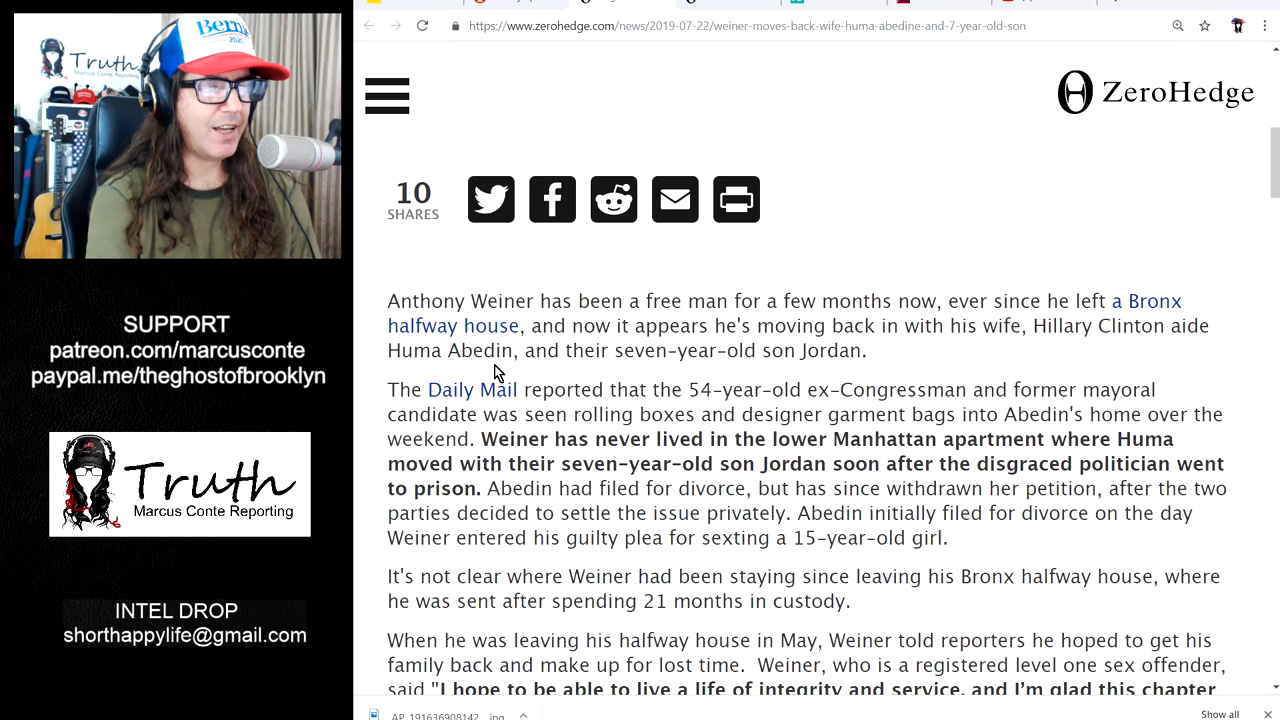 https://www.zerohedge.com/news/2019-07-22/weiner-moves-back-wife-huma-abedine-and-7-year-old-son
Bernie
2020
Truth
Marcus Conte Reporting
ZeroHedge
10
SHARES
Anthony Weiner has been a free man for a few months now, ever since he left a Bronx
halfway house, and now it appears he's moving back in with his wife, Hillary Clinton aide
Huma Abedin, and their seven-year-old son Jordan.
The Daily Mail reported that the 54-year-old ex-Congressman and former mayoral
candidate was seen rolling boxes and designer garment bags into Abedin's home over the
weekend. Weiner has never lived in the lower Manhattan apartment where Huma
moved with their seven-year-old son Jordan soon after the disgraced politician went
to prison. Abedin had filed for divorce, but has since withdrawn her petition, after the two
parties decided to settle the issue privately. Abedin initially filed for divorce on the day
Weiner entered his guilty plea for sexting a 15-year-old girl.
It's not clear where Weiner had been staying since leaving his Bronx halfway house, where
he was sent after spending 21 months in custody.
When he was leaving his halfway house in May, Weiner told reporters he hoped to get his
family back and make up for lost time. Weiner, who is a registered level one sex offender,
said "I hope to be able to live a life of integrity and service, and I'm glad this chapter
SUPPORT
patreon.com/marcusconte
paypal.me/theghostofbrooklyn
Truth
Marcus Conte Reporting
INTEL DROP
shorthappylife@gmail.com
Show all